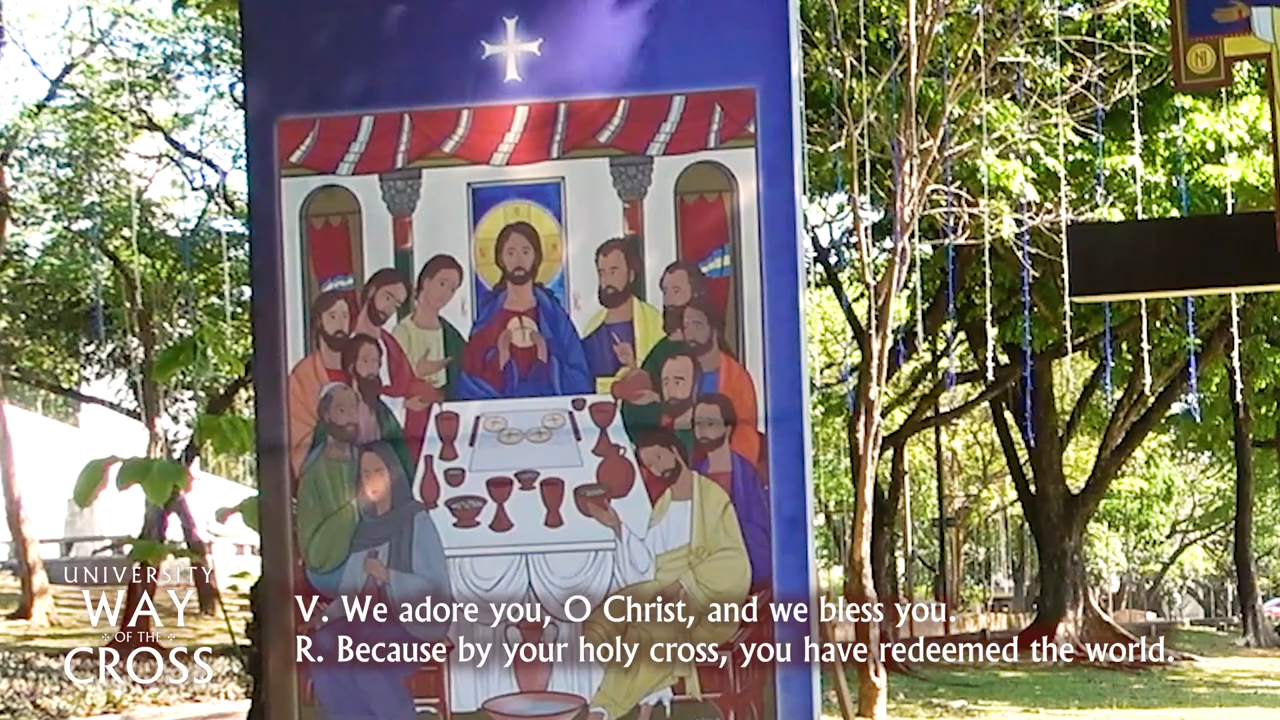 UNIVERSITY
WAY
OF THE
CROSS
V. We adore you, O Christ, and we bless you.
R. Because by your holy cross, you have redeemed the world.